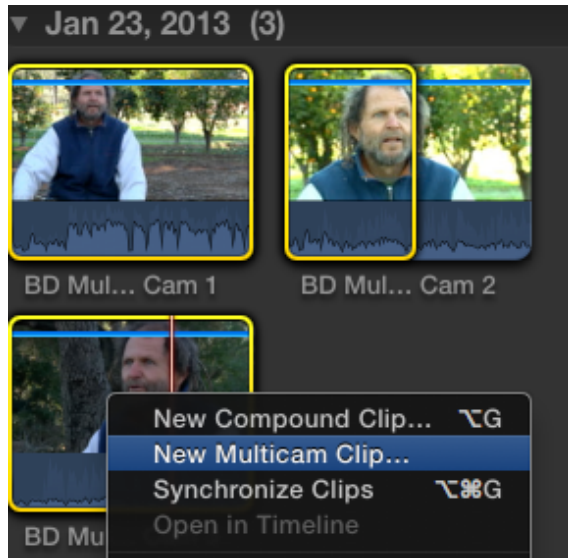 ▼ Jan 23, 2013 (3)
BD Mul... Cam 1
BD Mul... Cam 2
New Compound Clip... ⌥G
New Multicam Clip...
Synchronize Clips ⌥⌘G
Open in Timeline
BD Mu